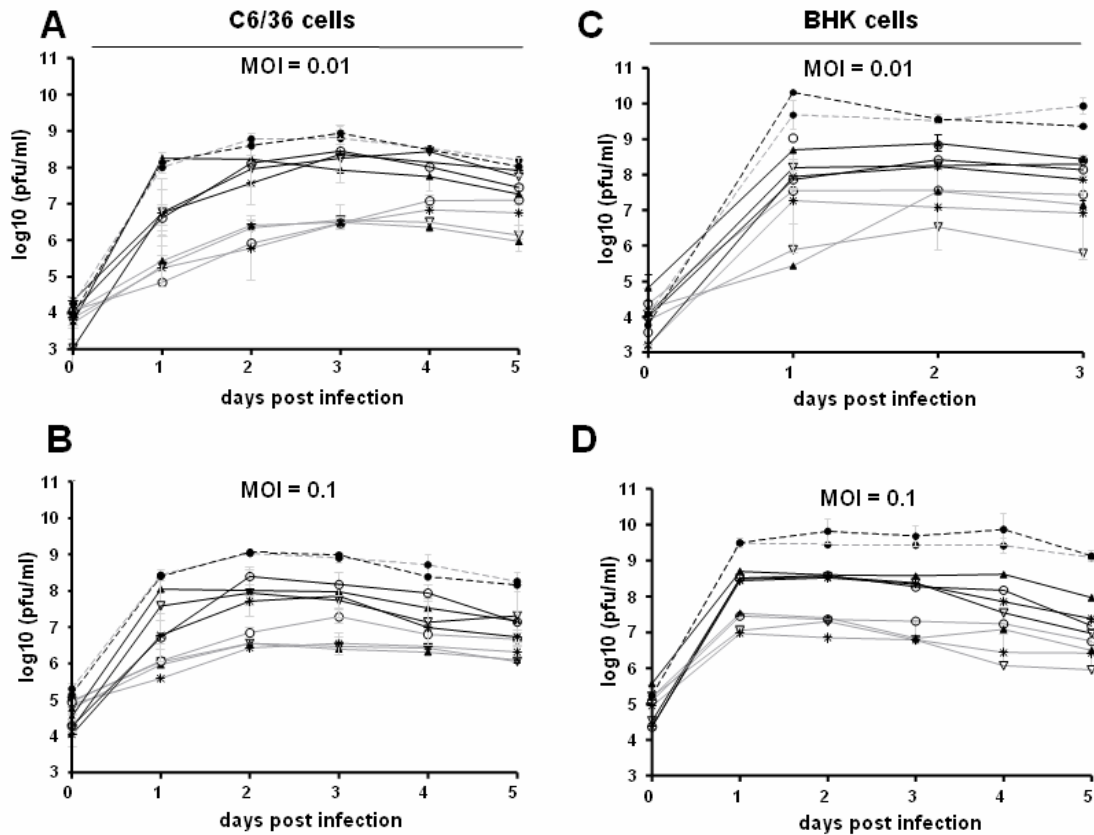 A
C6/36 cells
MOI = 0.01
log10 (pfu/ml)
11
10
9
8
7
6
5
4
3
0 1 2 3 4 5
days post infection
C
BHK cells
MOI = 0.01
log10 (pfu/ml)
11
10
9
8
7
6
5
4
3
0 1 2 3
days post infection
B
MOI = 0.1
log10 (pfu/ml)
11
10
9
8
7
6
5
4
3
0 1 2 3 4 5
days post infection
D
MOI = 0.1
log10 (pfu/ml)
11
10
9
8
7
6
5
4
3
0 1 2 3 4 5
days post infection